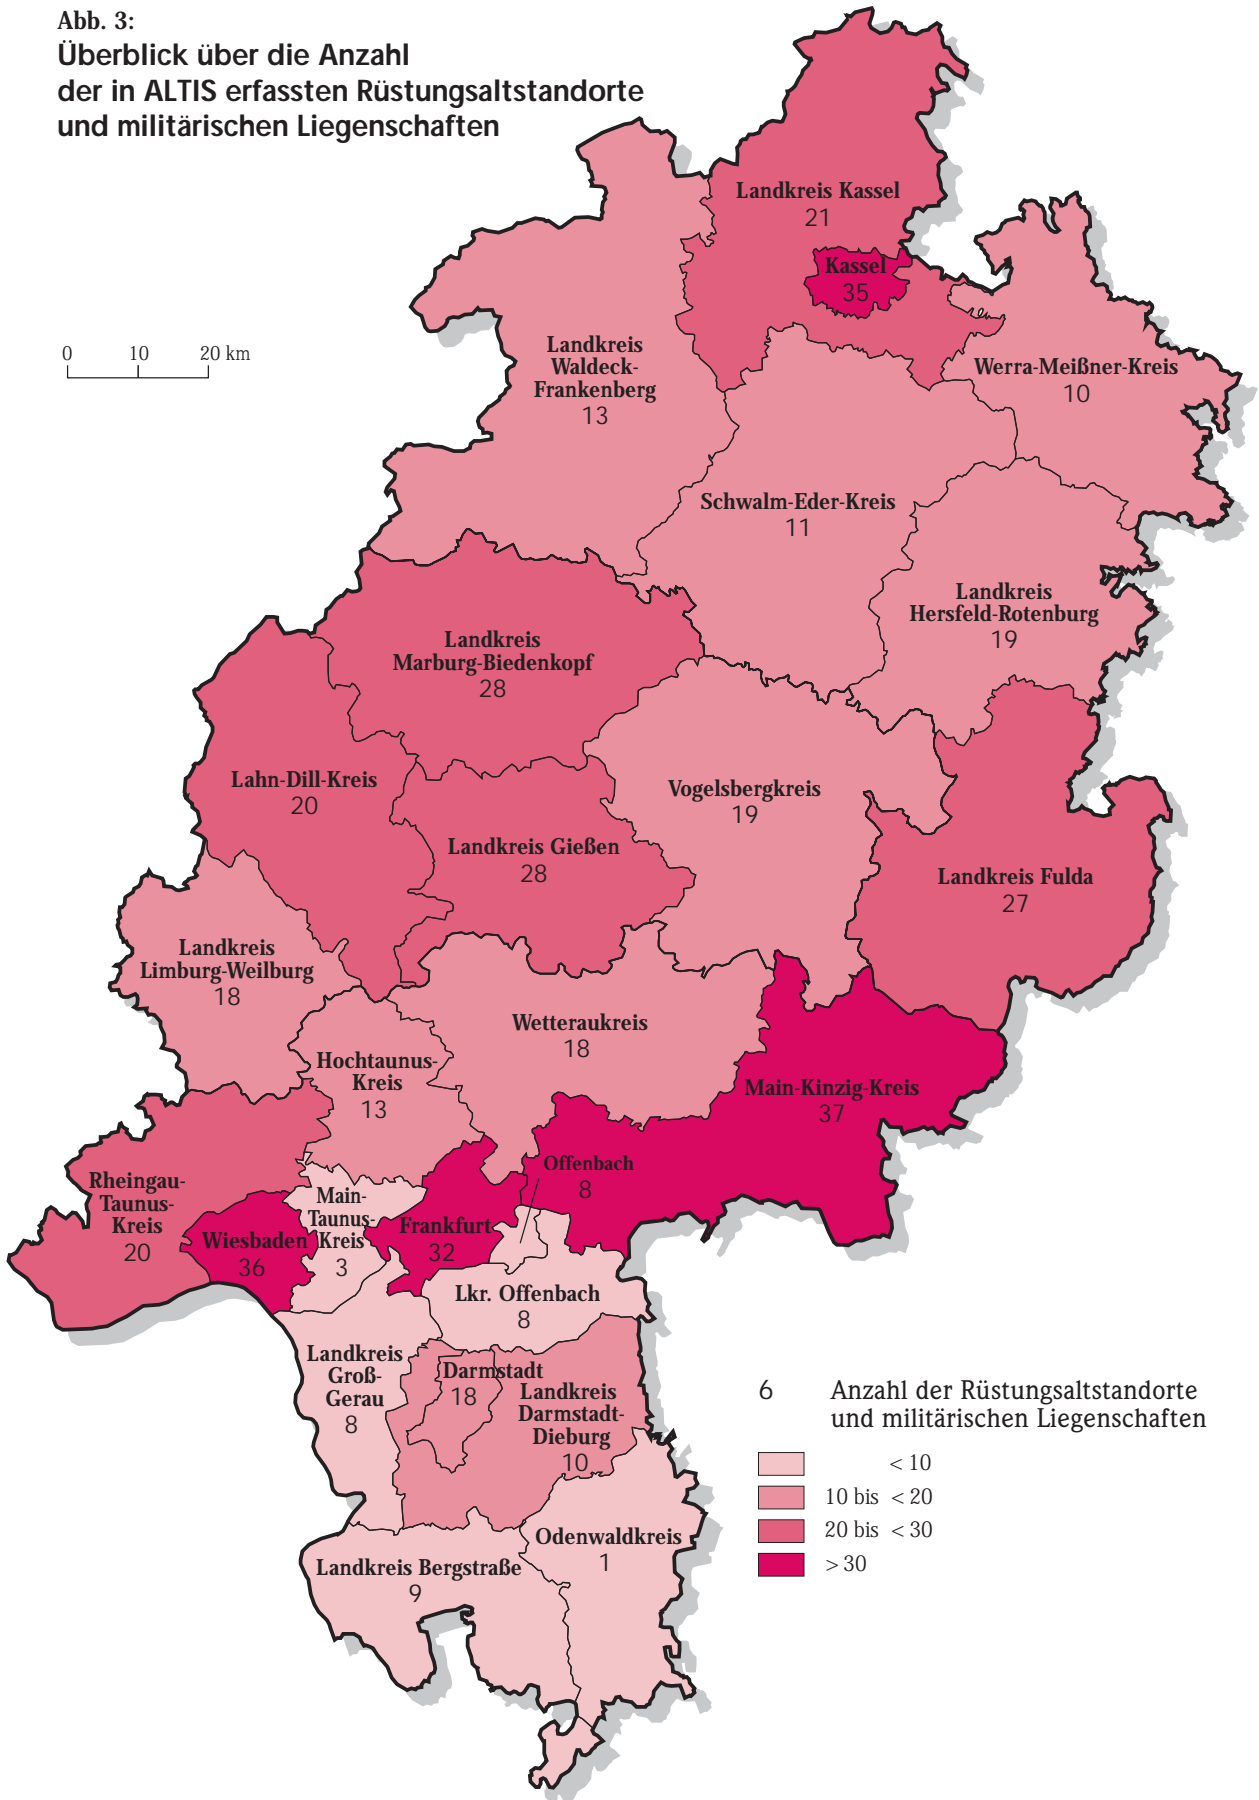 Abb. 3:
Überblick über die Anzahl
der in ALTIS erfassten Rüstungsaltstandorte
und militärischen Liegenschaften
0 10 20 km
Landkreis Kassel
21
Kassel
35
Landkreis
Waldeck-
Frankenberg
13
Werra-Meißner-Kreis
10
Schwalm-Eder-Kreis
11
Landkreis
Hersfeld-Rotenburg
19
Landkreis
Marburg-Biedenkopf
28
Lahn-Dill-Kreis
20
Vogelsbergkreis
19
Landkreis Gießen
28
Landkreis Fulda
27
Landkreis
Limburg-Weilburg
18
Wetteraukreis
18
Hochtaunus-
Kreis
13
Main-Kinzig-Kreis
37
Offenbach
8
Rheingau-
Taunus-
Kreis
20
Wiesbaden
36
Main-
Taunus-
Kreis
3
Frankfurt
32
Lkr. Offenbach
8
Landkreis
Groß-
Gerau
8
Darmstadt
18
Landkreis
Darmstadt-
Dieburg
10
Odenwaldkreis
1
Landkreis Bergstraße
9
6 Anzahl der Rüstungsaltstandorte
und militärischen Liegenschaften
< 10
10 bis < 20
20 bis < 30
> 30